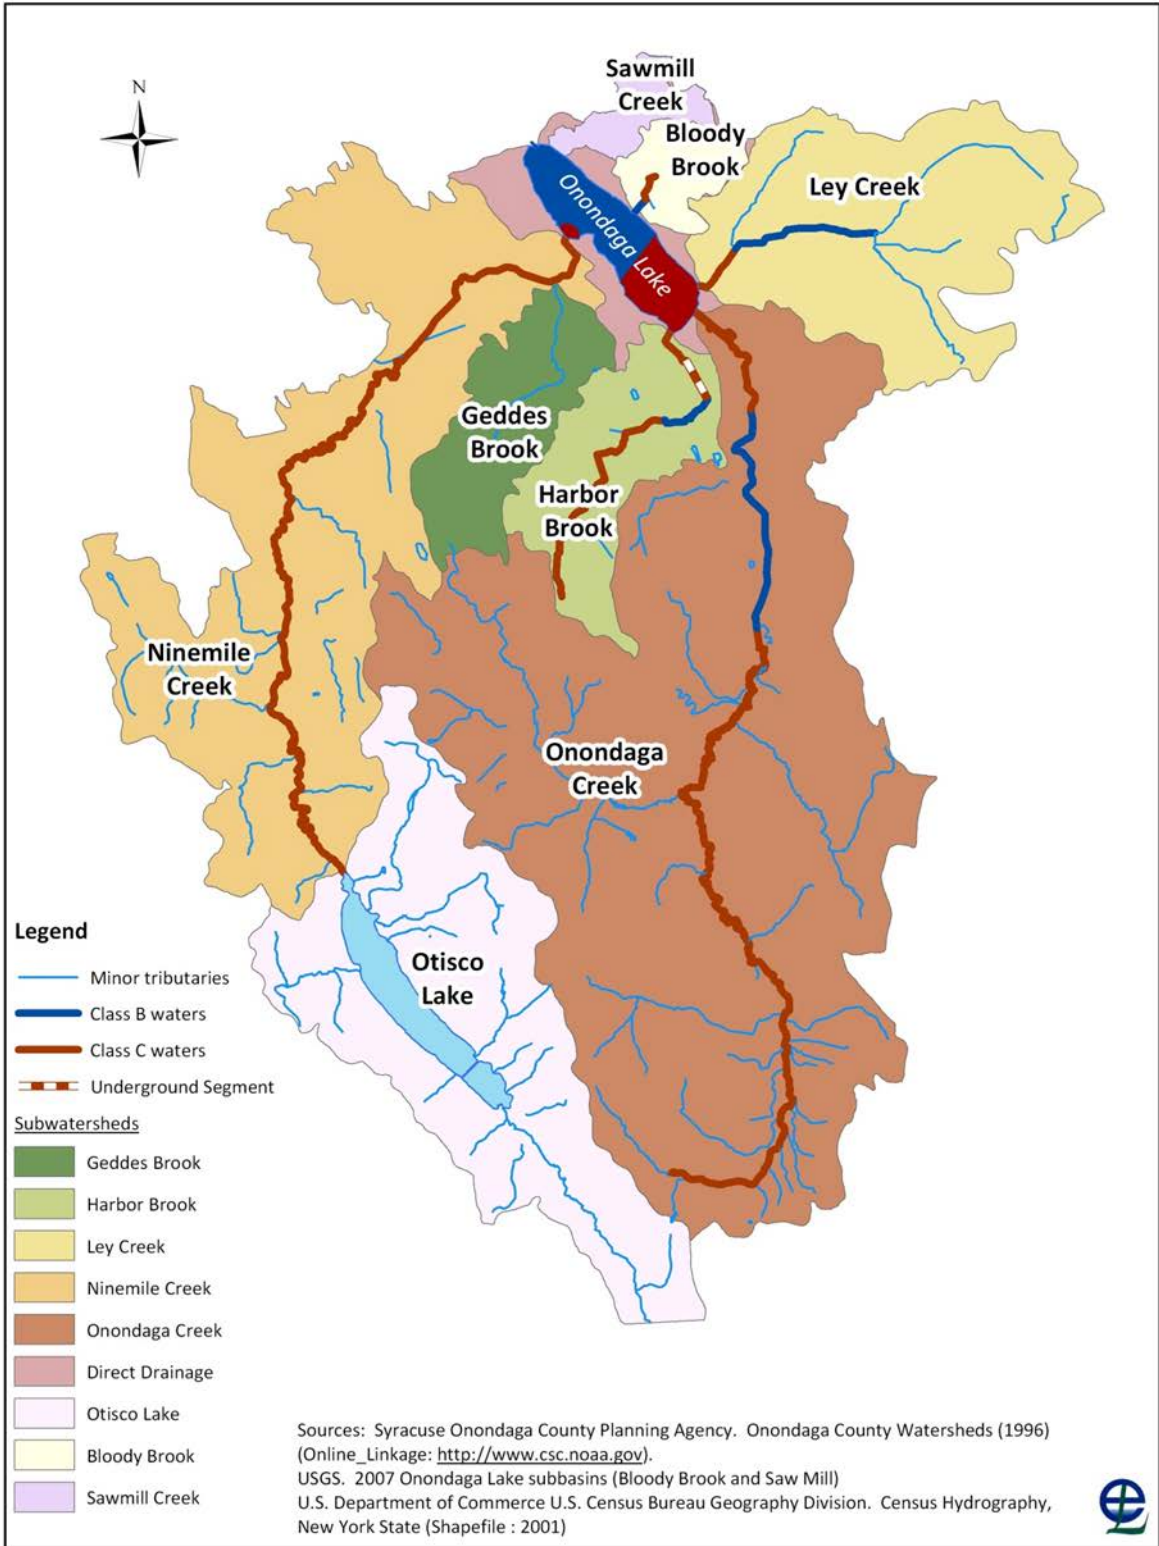 N
Sawmill
Creek
Bloody
Brook
Ley Creek
Onondaga Lake
Geddes
Brook
Harbor
Brook
Ninemile
Creek
Onondaga
Creek
Otisco
Lake
Legend
Minor tributaries
Class B waters
Class C waters
Underground Segment
Subwatersheds
Geddes Brook
Harbor Brook
Ley Creek
Ninemile Creek
Onondaga Creek
Direct Drainage
Otisco Lake
Bloody Brook
Sawmill Creek
Sources: Syracuse Onondaga County Planning Agency. Onondaga County Watersheds (1996)
(Online_Linkage: http://www.csc.noaa.gov).
USGS. 2007 Onondaga Lake subbasins (Bloody Brook and Saw Mill)
U.S. Department of Commerce U.S. Census Bureau Geography Division. Census Hydrography,
New York State (Shapefile : 2001)